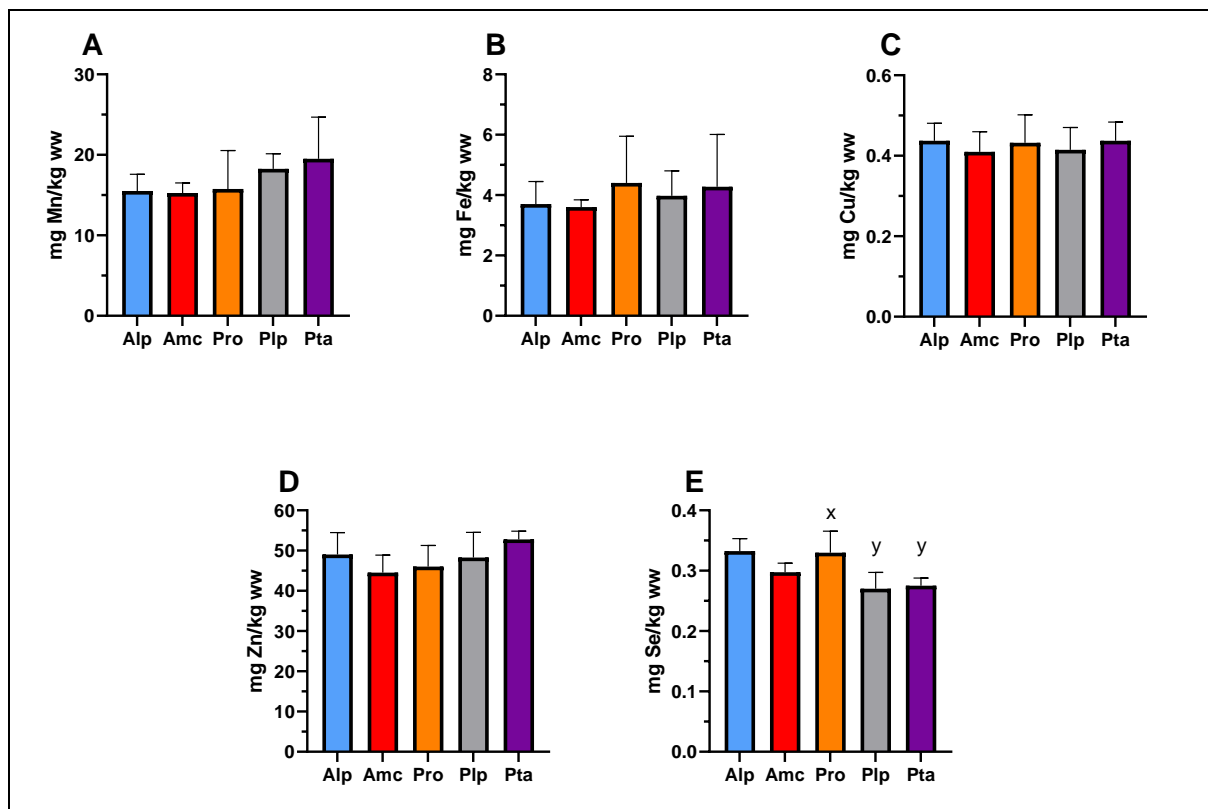 A
mg Mn/kg ww
30
20
10
0
Alp Amc Pro Plp Pta
B
mg Fe/kg ww
8
6
4
2
0
Alp Amc Pro Plp Pta
C
mg Cu/kg ww
0.6
0.4
0.2
0.0
Alp Amc Pro Plp Pta
D
mg Zn/kg ww
60
50
40
30
20
10
0
Alp Amc Pro Plp Pta
E
mg Se/kg ww
0.4
0.3
0.2
0.1
0.0
x
y y
Alp Amc Pro Plp Pta